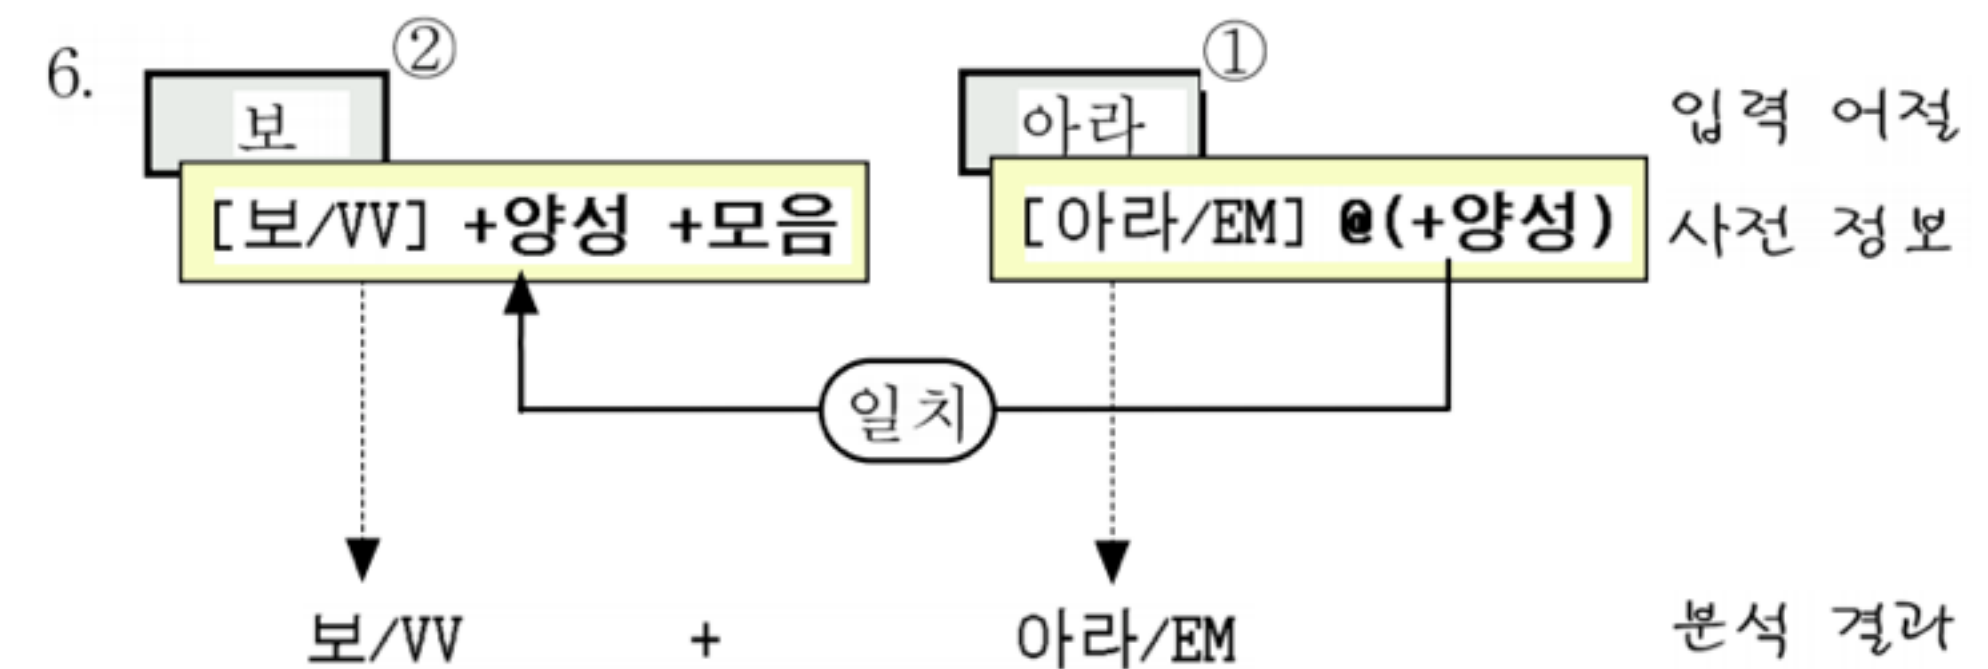 6. ② ①
보 아라 입력 어절
[보/VV] +양성 +모음 [아라/EM] @(+양성) 사전 정보
일치
보/VV + 아라/EM 분석 결과